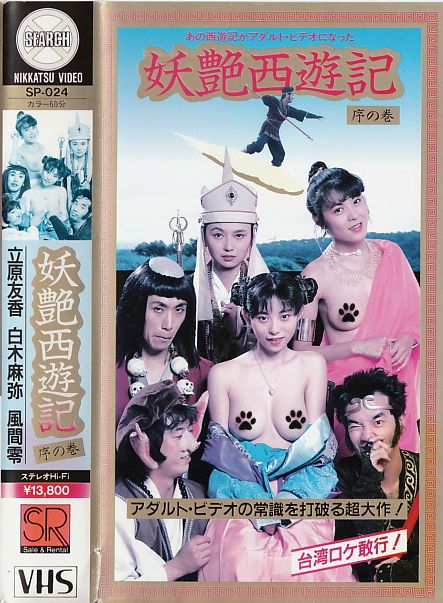 SEARCH
NIKKATSU VIDEO
SP-024
カラー60分
立原友香 白木麻弥 風間零
妖艶西遊記
序の巻
ステレオHi-Fi
¥13,800
SR
Sale & Rental
VHS
あの西遊記がアダルト・ビデオになった
妖艶西遊記
序の巻
アダルト・ビデオの常識を打破る超大作!
台湾ロケ敢行!